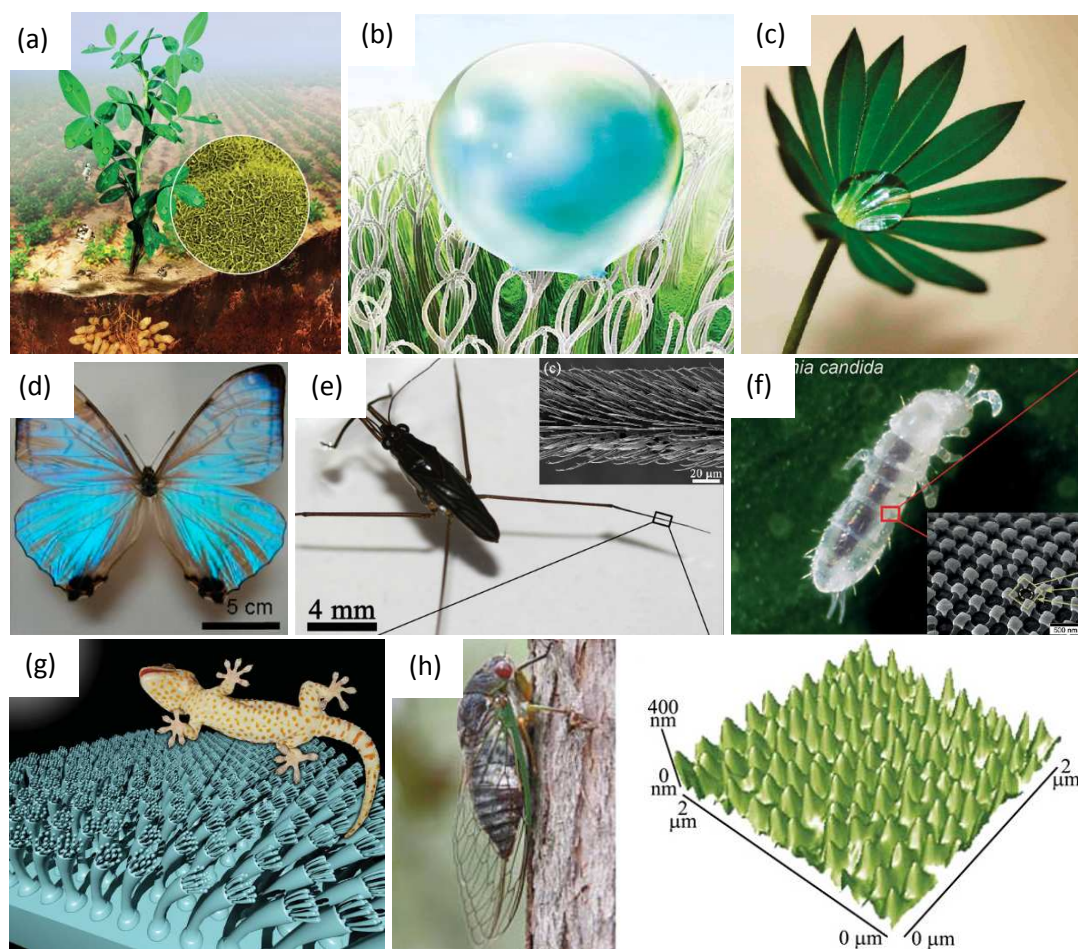 (a)
(b)
(c)
(d)
5 cm
(e)
4 mm
(c)
20 µm
(f)
nia candida
500 nm
(g)
(h)
400
nm
0
nm
2
µm
0 µm
0 µm
2
µm